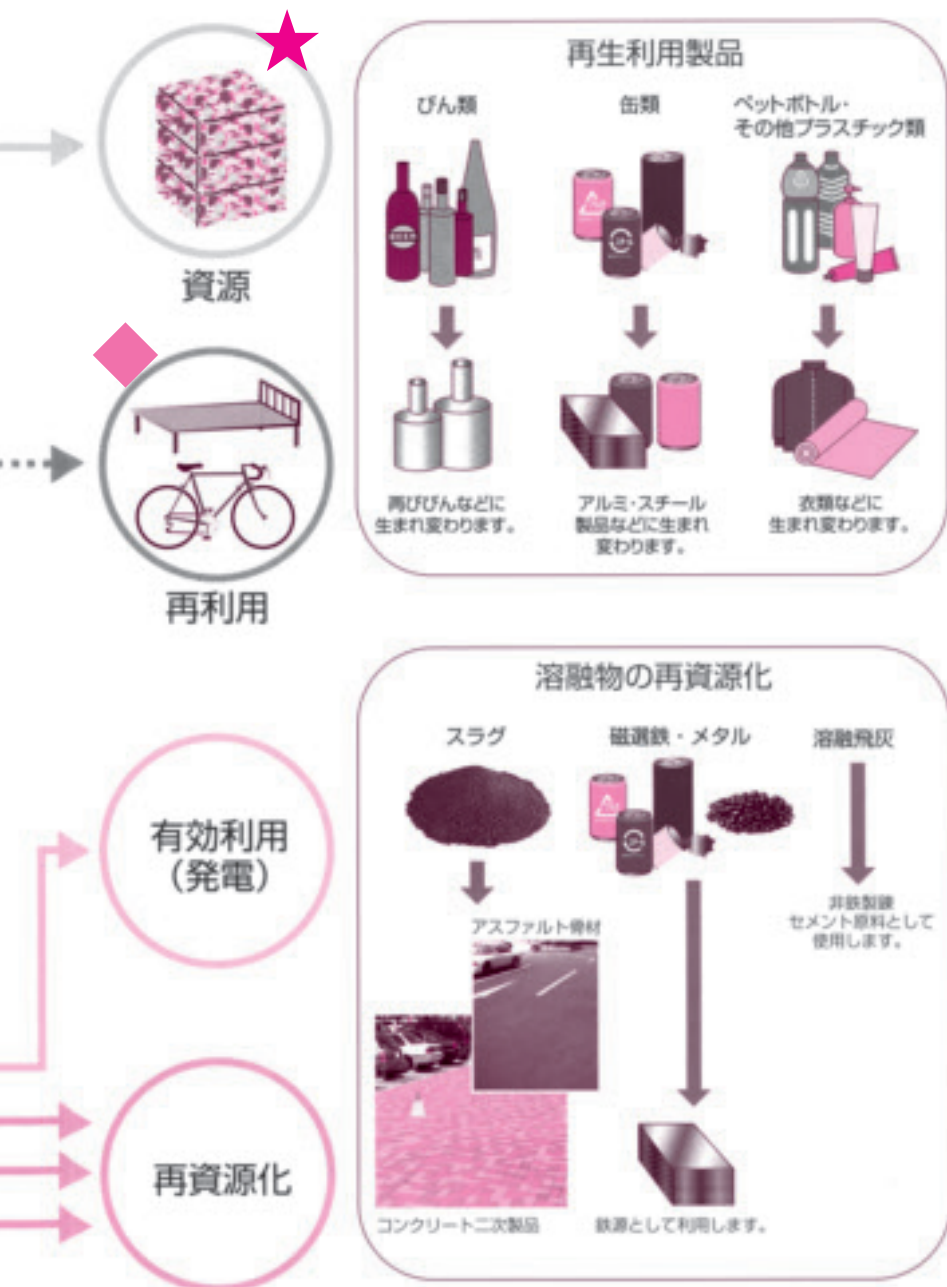 資源
再利用
有効利用
（発電）
再資源化
再生利用製品
びん類
缶類
ペットボトル・
その他プラスチック類
再びびんなどに
生まれ変わります。
アルミ・スチール
製品などに生まれ
変わります。
衣類などに
生まれ変わります。
溶融物の再資源化
スラグ
磁選鉄・メタル
溶融飛灰
アスファルト骨材
コンクリート二次製品
鉄源として利用します。
非鉄製錬
セメント原料として
使用します。